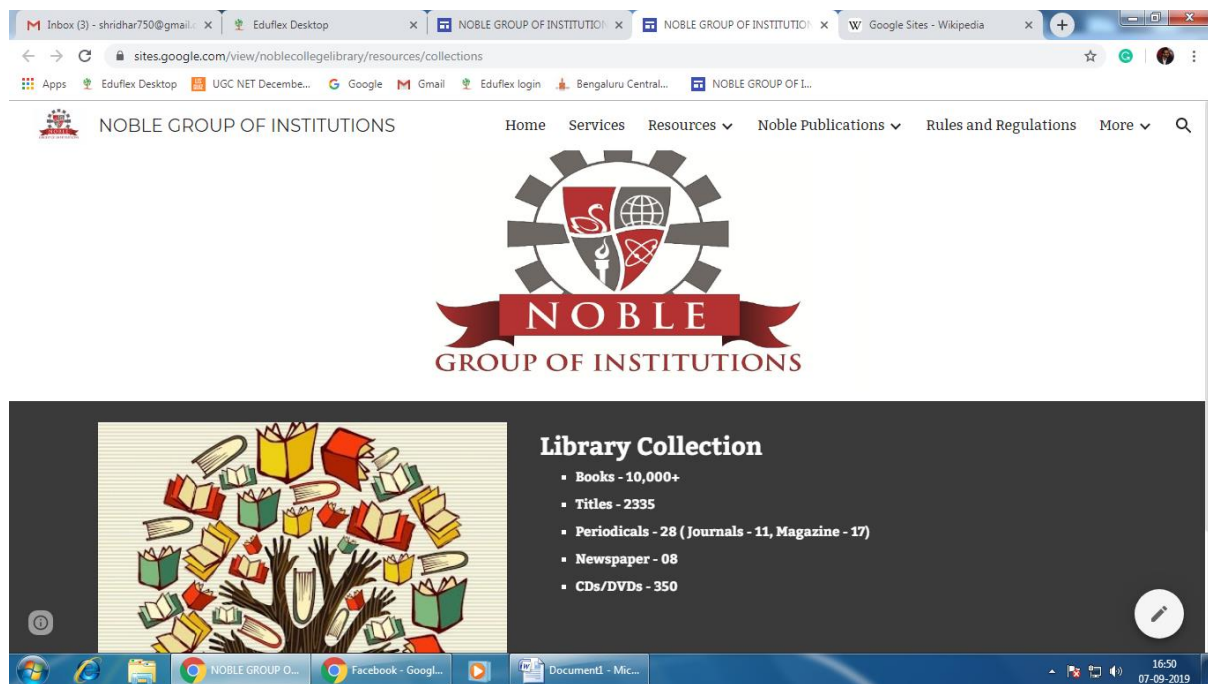 Inbox (3) - shridhar750@gmail.c
Eduflex Desktop
NOBLE GROUP OF INSTITUTION
NOBLE GROUP OF INSTITUTION
Google Sites - Wikipedia
sites.google.com/view/noblecollegelibrary/resources/collections
Apps
Eduflex Desktop
UGC NET Decembe...
Google
Gmail
Eduflex login
Bengaluru Central...
NOBLE GROUP OF I...
NOBLE GROUP OF INSTITUTIONS
Home Services Resources Noble Publications Rules and Regulations More
NOBLE
GROUP OF INSTITUTIONS
Library Collection
Books - 10,000+
Titles - 2335
Periodicals - 28 ( Journals - 11, Magazine - 17)
Newspaper - 08
CDs/DVDs - 350
NOBLE GROUP O...
Facebook - Googl...
Document1 - Mic...
16:50
07-09-2019